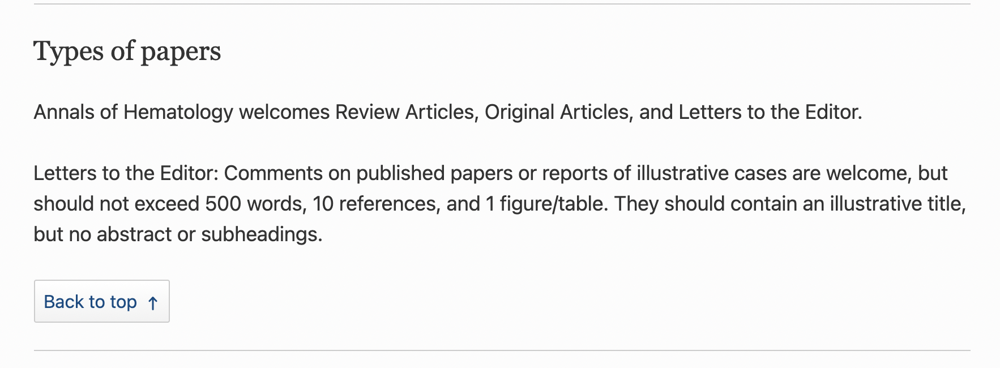 Types of papers
Annals of Hematology welcomes Review Articles, Original Articles, and Letters to the Editor.
Letters to the Editor: Comments on published papers or reports of illustrative cases are welcome, but
should not exceed 500 words, 10 references, and 1 figure/table. They should contain an illustrative title,
but no abstract or subheadings.
Back to top ↑